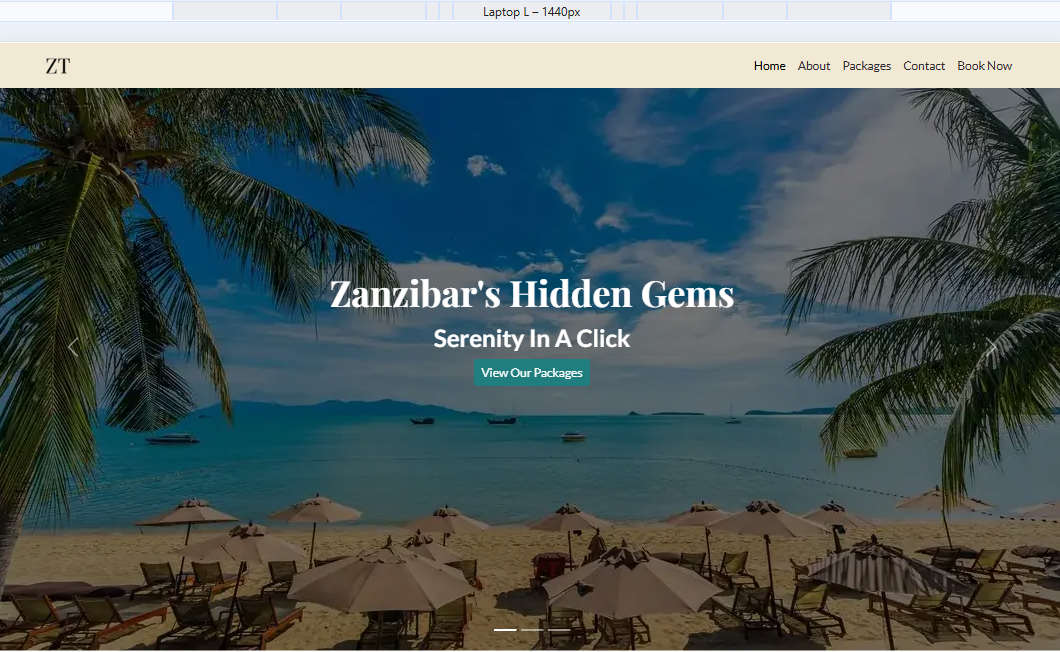 Laptop L – 1440px
ZT
Home About Packages Contact Book Now
Zanzibar's Hidden Gems
Serenity In A Click
View Our Packages